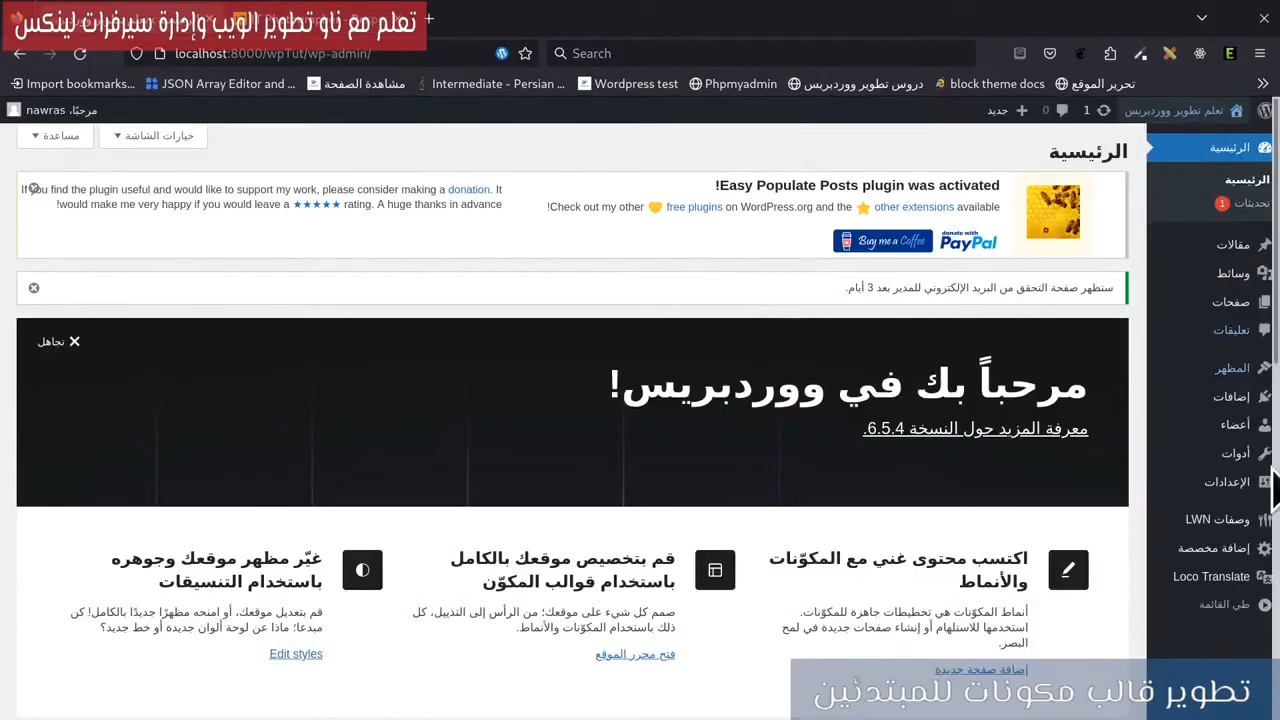 تعلم مع ناو تطوير الويب وإدارة سيرفرات لينكس
localhost:8000/wpTut/wp-admin/
Search
Import bookmarks...
JSON Array Editor and ...
مشاهدة الصفحة
Intermediate - Persian ...
Wordpress test
Phpmyadmin
دروس تطوير ووردبريس
block theme docs
تحرير الموقع
تعلم تطوير ووردبريس
1
0
جديد
مرحبًا، nawras
خيارات الشاشة
مساعدة
الرئيسية
Easy Populate Posts plugin was activated!
Check out my other free plugins on WordPress.org and the other extensions available!
Buy me a Coffee
donate with
PayPal
If you find the plugin useful and would like to support my work, please consider making a donation. It
would make me very happy if you would leave a ★★★★★ rating. A huge thanks in advance!
ستظهر صفحة التحقق من البريد الإلكتروني للمدير بعد 3 أيام.
تجاهل
مرحباً بك في ووردبريس!
معرفة المزيد حول النسخة 6.5.4.
اكتسب محتوى غني مع المكوّنات
والأنماط
أنماط المكوّنات هي تخطيطات جاهزة للمكوّنات.
استخدمها للاستلهام أو إنشاء صفحات جديدة في لمح
البصر.
إضافة صفحة جديدة
قم بتخصيص موقعك بالكامل
باستخدام قوالب المكوّن
صمم كل شيء على موقعك؛ من الرأس إلى التذييل، كل
ذلك باستخدام المكوّنات والأنماط.
فتح محرر الموقع
غيّر مظهر موقعك وجوهره
باستخدام التنسيقات
قم بتعديل موقعك، أو امنحه مظهرًا جديدًا بالكامل! كن
مبدعا؛ ماذا عن لوحة ألوان جديدة أو خط جديد؟
Edit styles
الرئيسية
الرئيسية
تحديثات 1
مقالات
وسائط
صفحات
تعليقات
المظهر
إضافات
أعضاء
أدوات
الإعدادات
وصفات LWN
إضافة مخصصة
Loco Translate
طي القائمة
تطوير قالب مكونات للمبتدئين